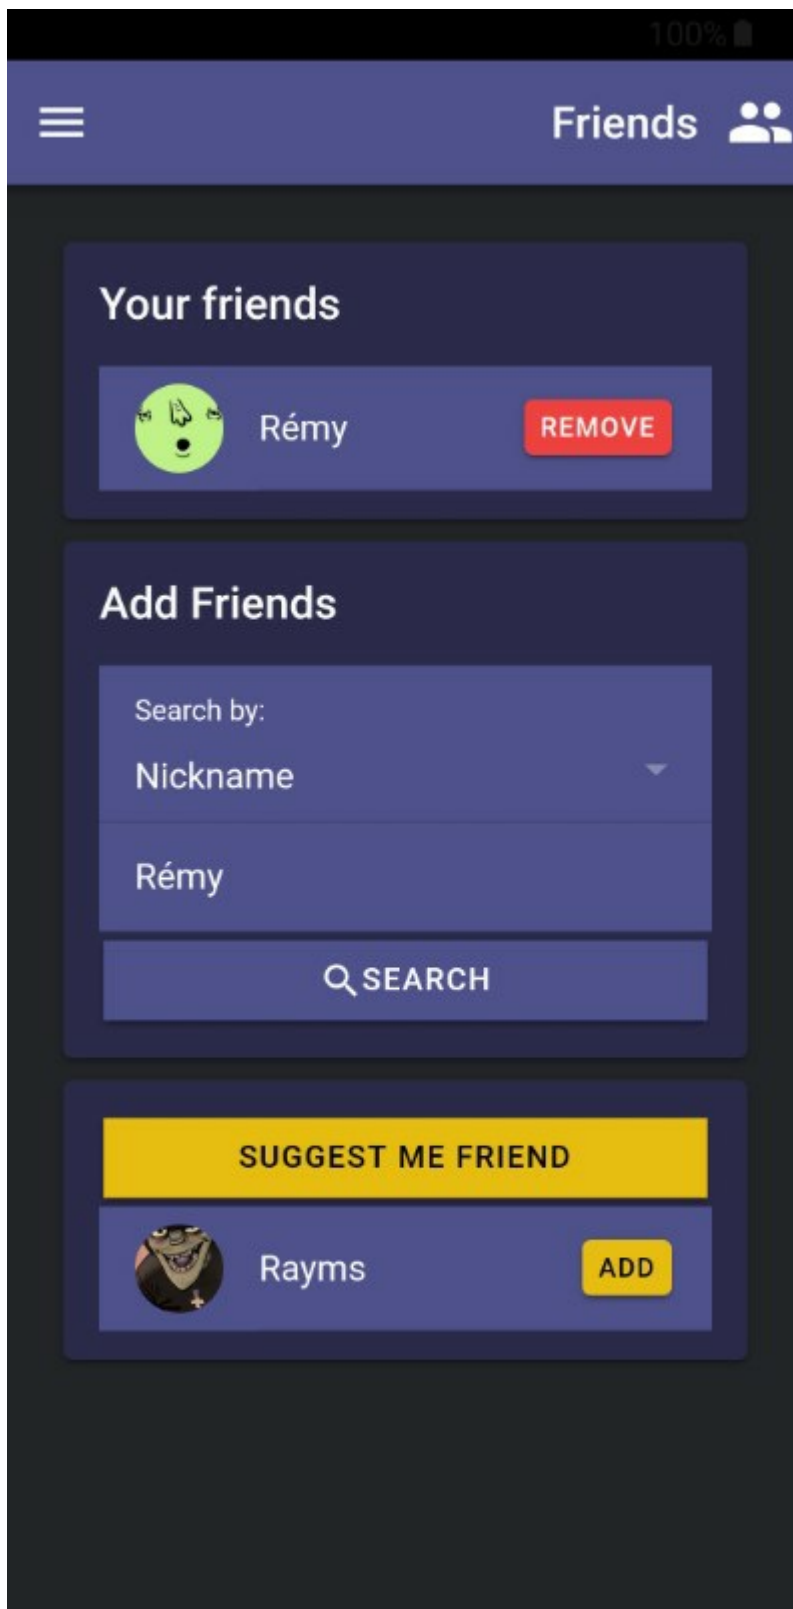 100%
Friends
Your friends
Rémy REMOVE
Add Friends
Search by:
Nickname
Rémy
SEARCH
SUGGEST ME FRIEND
Rayms ADD